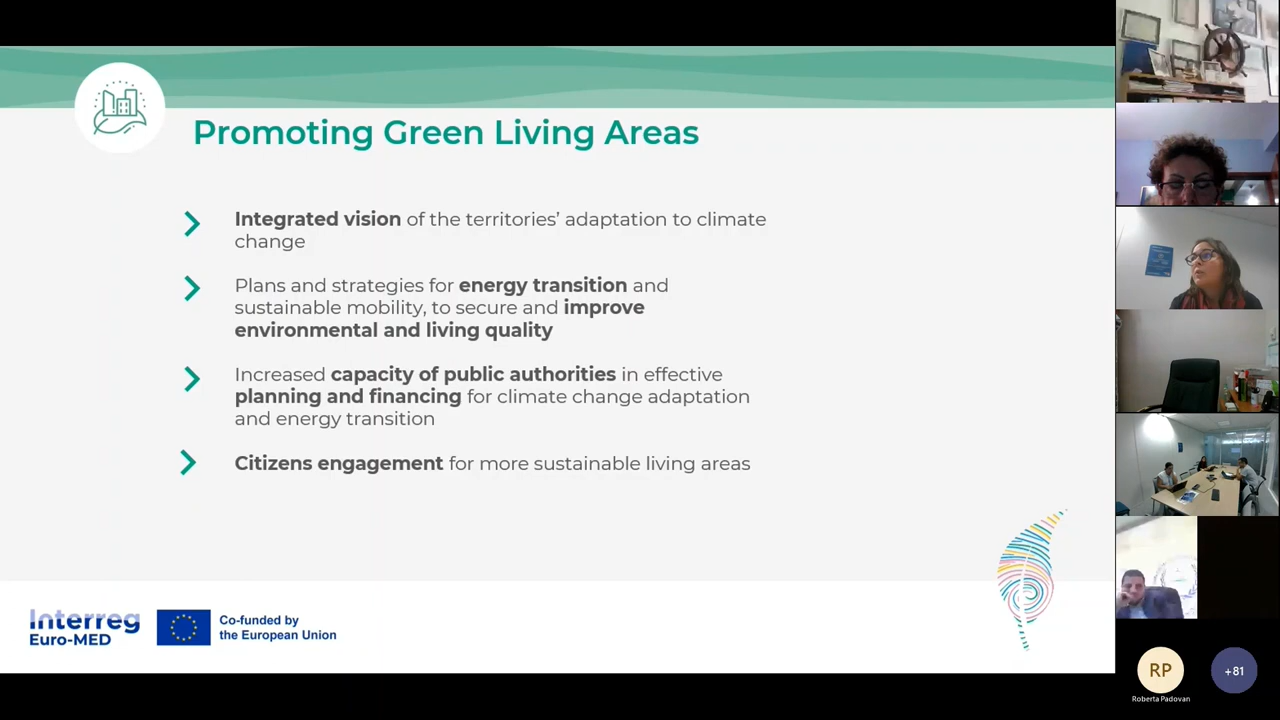 Promoting Green Living Areas
Integrated vision of the territories’ adaptation to climate
change
Plans and strategies for energy transition and
sustainable mobility, to secure and improve
environmental and living quality
Increased capacity of public authorities in effective
planning and financing for climate change adaptation
and energy transition
Citizens engagement for more sustainable living areas
Interreg
Euro-MED
Co-funded by
the European Union
RP
+81
Roberta Padovan